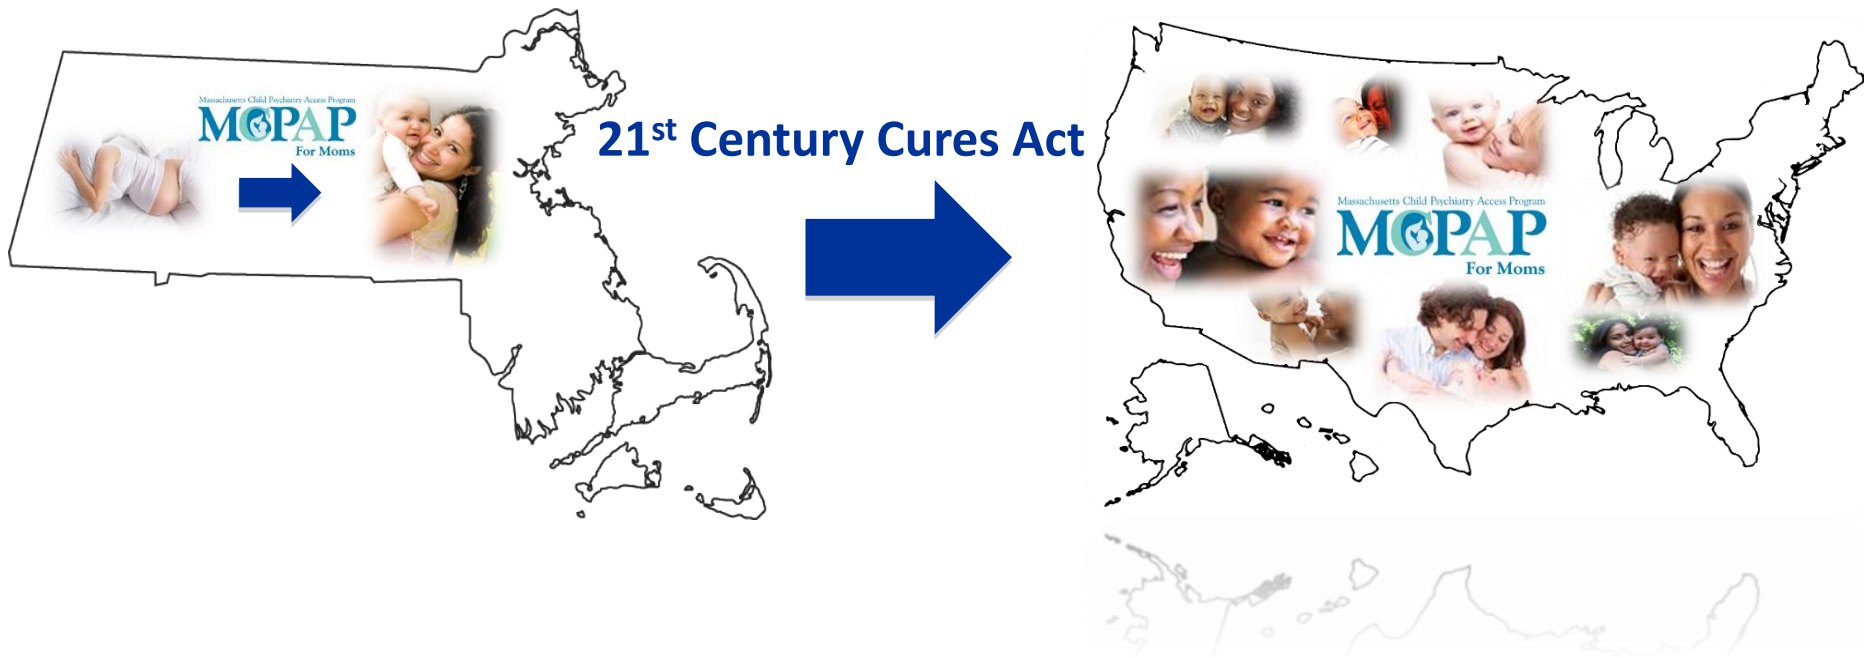 Massachusetts Child Psychiatry Access Program
MCPAP
For Moms
21st Century Cures Act
Massachusetts Child Psychiatry Access Program
MCPAP
For Moms